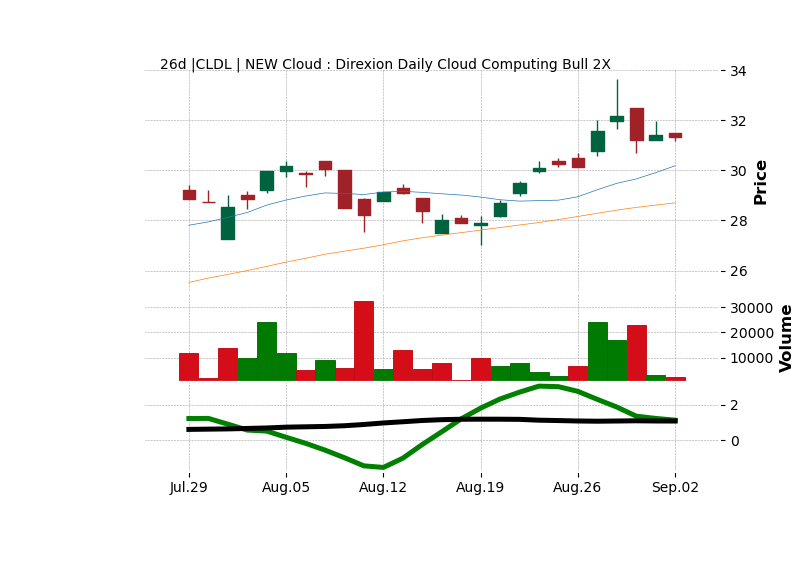 26d |CLDL | NEW Cloud : Direxion Daily Cloud Computing Bull 2X
34
32
30
28
26
Price
30000
20000
10000
Volume
2
0
Jul.29 Aug.05 Aug.12 Aug.19 Aug.26 Sep.02